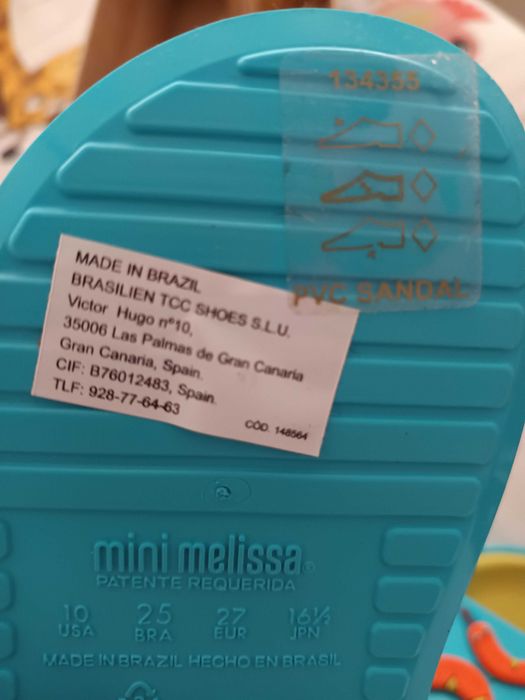 134355
PVC SANDAL
MADE IN BRAZIL
BRASILIEN TCC SHOES S.L.U.
Victor Hugo nº10,
35006 Las Palmas de Gran Canaria
Gran Canaria, Spain.
CIF: B76012483, Spain.
TLF: 928-77-64-63
CÓD. 148564
mini melissa®
PATENTE REQUERIDA
10 25 27 16½
USA BRA EUR JPN
MADE IN BRAZIL HECHO EN BRASIL